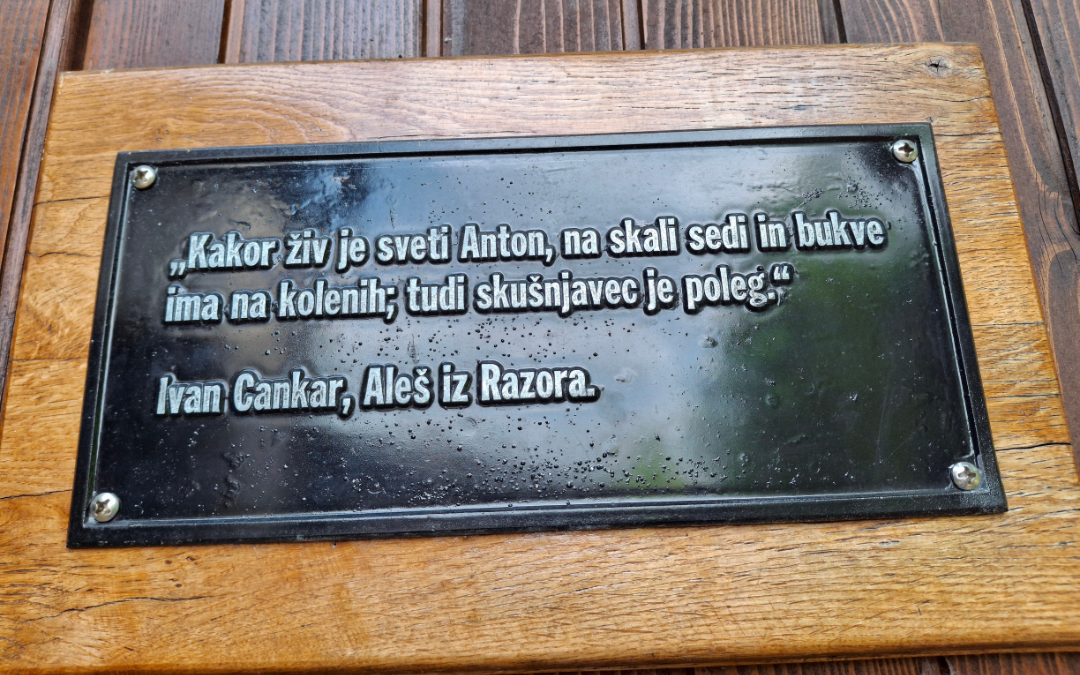 „Kakor živ je sveti Anton, na skali sedi in bukve
ima na kolenih; tudi skušnjavec je poleg.“
Ivan Cankar, Aleš iz Razora.